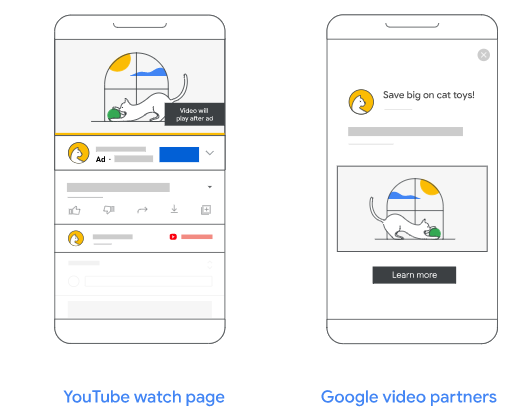 Video will
play after ad
Ad ·
Save big on cat toys!
Learn more
YouTube watch page
Google video partners